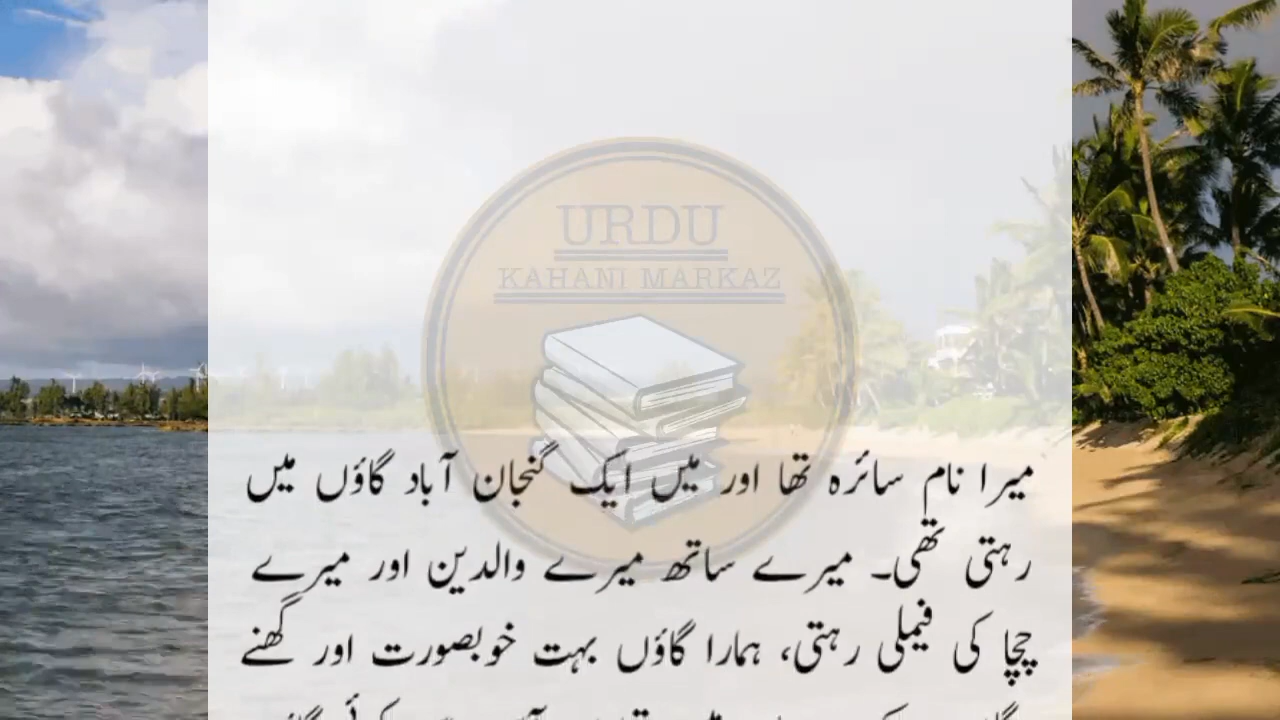 URDU
KAHANI MARKAZ
میرا نام سائرہ تھا اور میں ایک گنجان آباد گاؤں میں
رہتی تھی۔ میرے ساتھ میرے والدین اور میرے
چچا کی فیملی رہتی، ہمارا گاؤں بہت خوبصورت اور گھنے